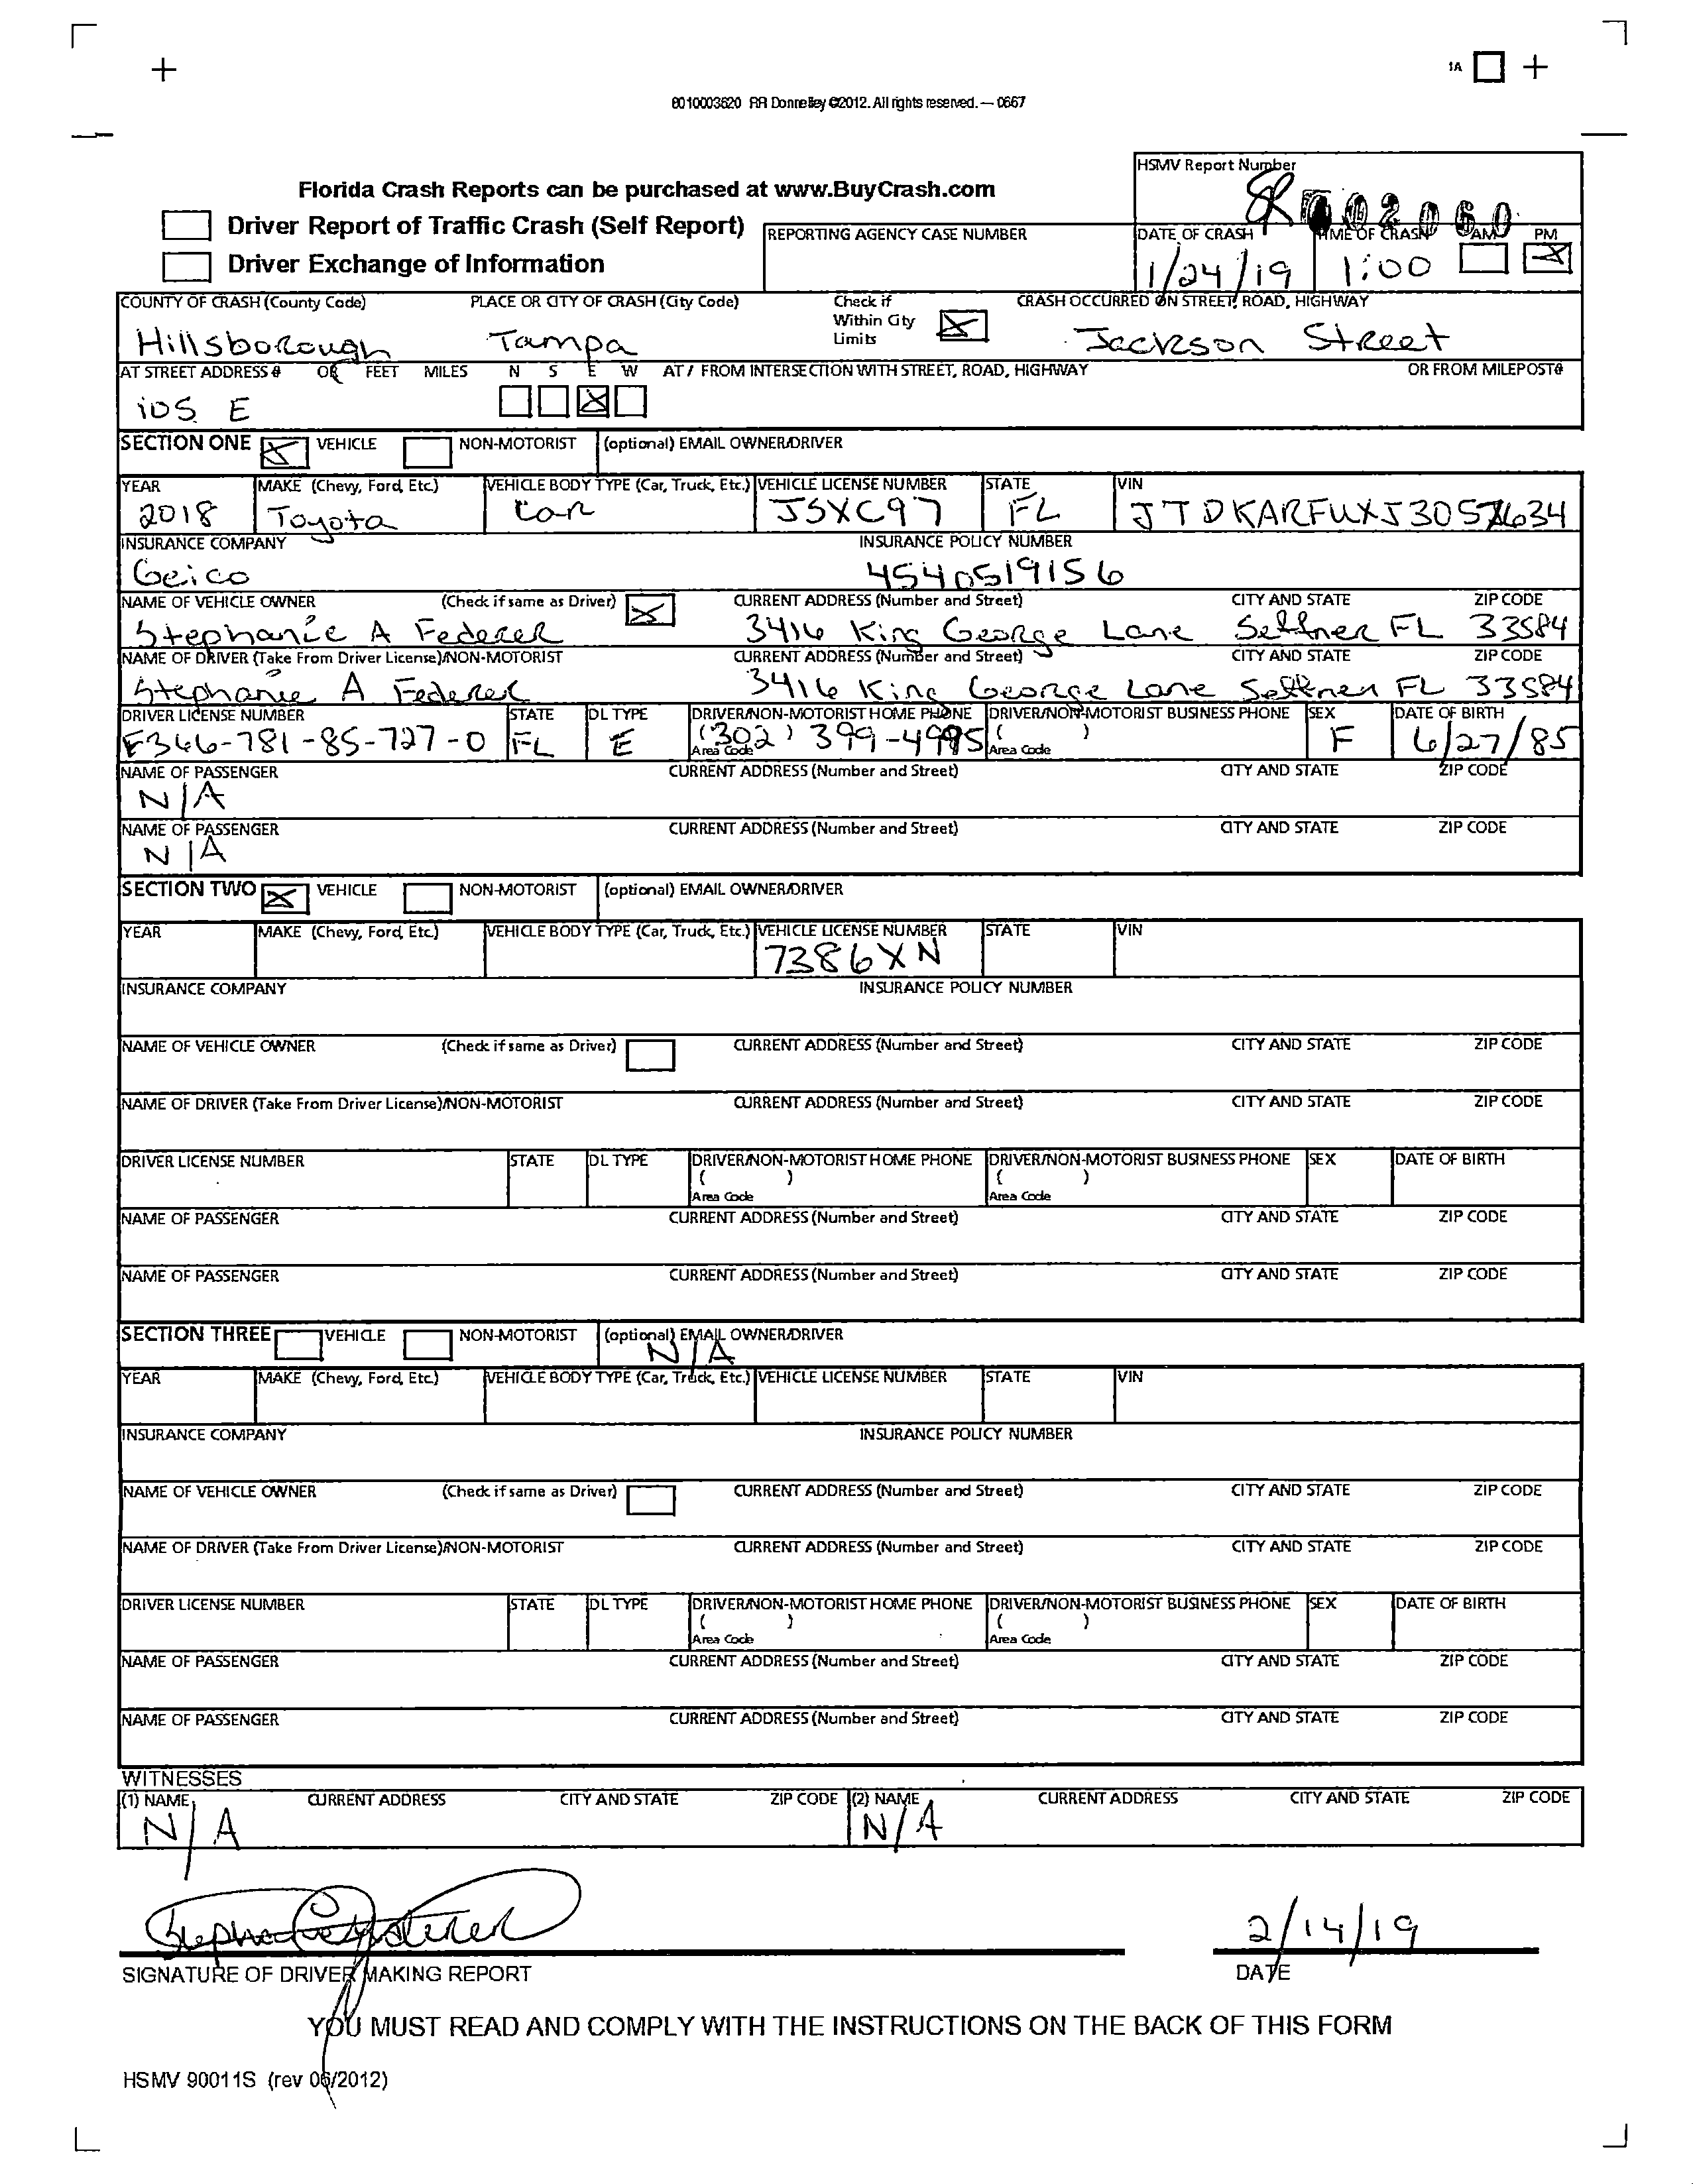 1A
8010003620 RR Donnelley ©2012. All rights reserved. — 0667
HSMV Report Number
Florida Crash Reports can be purchased at www.BuyCrash.com
Driver Report of Traffic Crash (Self Report)
Driver Exchange of Information
REPORTING AGENCY CASE NUMBER
DATE OF CRASH TIME OF CRASH AM PM
1/24/19 1:00
COUNTY OF CRASH (County Code) PLACE OR CITY OF CRASH (City Code) Check if Within City Limits CRASH OCCURRED ON STREET, ROAD, HIGHWAY
Hillsborough Tampa Jackson Street
AT STREET ADDRESS # OR FEET MILES N S E W AT / FROM INTERSECTION WITH STREET, ROAD, HIGHWAY OR FROM MILEPOST#
E
SECTION ONE VEHICLE NON-MOTORIST (optional) EMAIL OWNER/DRIVER
YEAR MAKE (Chevy, Ford, Etc.) VEHICLE BODY TYPE (Car, Truck, Etc.) VEHICLE LICENSE NUMBER STATE VIN
2018 Toyota Car JSXC97 FL
INSURANCE COMPANY INSURANCE POLICY NUMBER
Geico 4540519156
NAME OF VEHICLE OWNER (Check if same as Driver) CURRENT ADDRESS (Number and Street) CITY AND STATE ZIP CODE
Stephanie A Federer 3416 King George Lane Seffner FL 33584
NAME OF DRIVER (Take From Driver License)/NON-MOTORIST CURRENT ADDRESS (Number and Street) CITY AND STATE ZIP CODE
Stephanie A Federer 3416 King George Lane Seffner FL 33584
DRIVER LICENSE NUMBER STATE DL TYPE DRIVER/NON-MOTORIST HOME PHONE DRIVER/NON-MOTORIST BUSINESS PHONE SEX DATE OF BIRTH
F366-781-85-727-0 FL E (302) 399-4995 ( ) F 6/27/85
Area Code Area Code
NAME OF PASSENGER CURRENT ADDRESS (Number and Street) CITY AND STATE ZIP CODE
N/A
NAME OF PASSENGER CURRENT ADDRESS (Number and Street) CITY AND STATE ZIP CODE
N/A
SECTION TWO VEHICLE NON-MOTORIST (optional) EMAIL OWNER/DRIVER
YEAR MAKE (Chevy, Ford, Etc.) VEHICLE BODY TYPE (Car, Truck, Etc.) VEHICLE LICENSE NUMBER STATE VIN
7386XN
INSURANCE COMPANY INSURANCE POLICY NUMBER
NAME OF VEHICLE OWNER (Check if same as Driver) CURRENT ADDRESS (Number and Street) CITY AND STATE ZIP CODE
NAME OF DRIVER (Take From Driver License)/NON-MOTORIST CURRENT ADDRESS (Number and Street) CITY AND STATE ZIP CODE
DRIVER LICENSE NUMBER STATE DL TYPE DRIVER/NON-MOTORIST HOME PHONE DRIVER/NON-MOTORIST BUSINESS PHONE SEX DATE OF BIRTH
( ) ( )
Area Code Area Code
NAME OF PASSENGER CURRENT ADDRESS (Number and Street) CITY AND STATE ZIP CODE
NAME OF PASSENGER CURRENT ADDRESS (Number and Street) CITY AND STATE ZIP CODE
SECTION THREE VEHICLE NON-MOTORIST (optional) EMAIL OWNER/DRIVER
N/A
YEAR MAKE (Chevy, Ford, Etc.) VEHICLE BODY TYPE (Car, Truck, Etc.) VEHICLE LICENSE NUMBER STATE VIN
INSURANCE COMPANY INSURANCE POLICY NUMBER
NAME OF VEHICLE OWNER (Check if same as Driver) CURRENT ADDRESS (Number and Street) CITY AND STATE ZIP CODE
NAME OF DRIVER (Take From Driver License)/NON-MOTORIST CURRENT ADDRESS (Number and Street) CITY AND STATE ZIP CODE
DRIVER LICENSE NUMBER STATE DL TYPE DRIVER/NON-MOTORIST HOME PHONE DRIVER/NON-MOTORIST BUSINESS PHONE SEX DATE OF BIRTH
( ) ( )
Area Code Area Code
NAME OF PASSENGER CURRENT ADDRESS (Number and Street) CITY AND STATE ZIP CODE
NAME OF PASSENGER CURRENT ADDRESS (Number and Street) CITY AND STATE ZIP CODE
WITNESSES
(1) NAME CURRENT ADDRESS CITY AND STATE ZIP CODE (2) NAME CURRENT ADDRESS CITY AND STATE ZIP CODE
N/A N/A
2/14/19
SIGNATURE OF DRIVER MAKING REPORT DATE
YOU MUST READ AND COMPLY WITH THE INSTRUCTIONS ON THE BACK OF THIS FORM
HSMV 90011S (rev 06/2012)